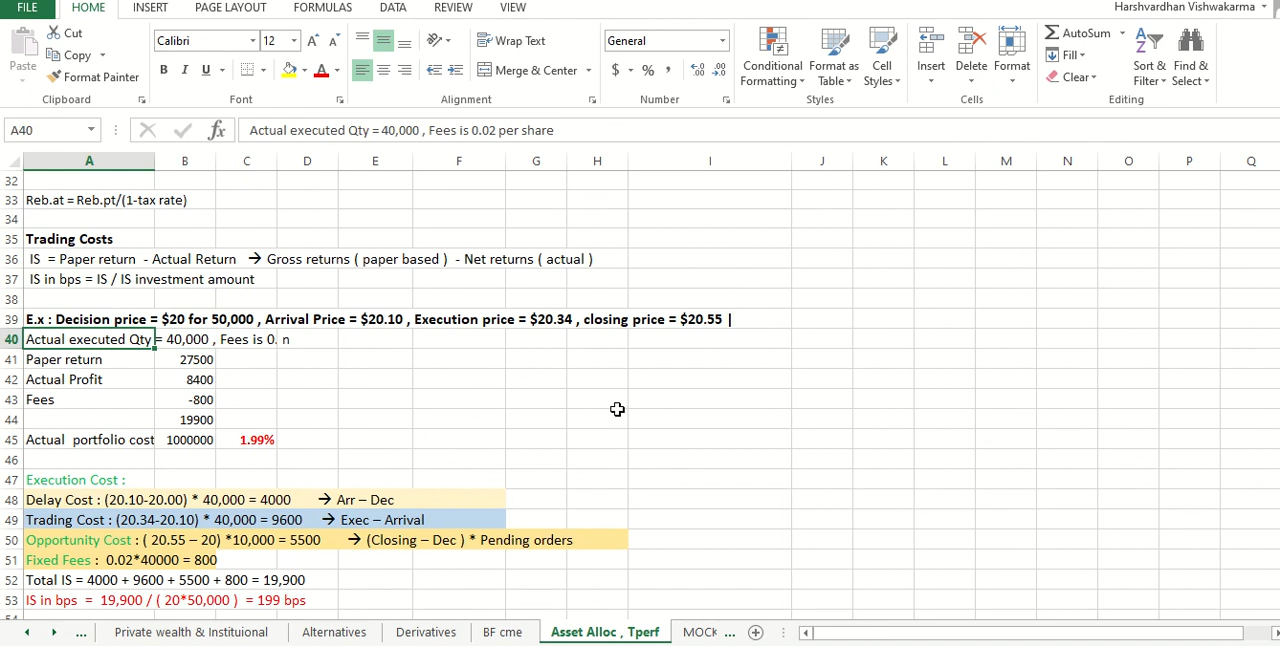 FILE HOME INSERT PAGE LAYOUT FORMULAS DATA REVIEW VIEW Harshvardhan Vishwakarma
Paste Cut Copy Format Painter Clipboard
Calibri 12 A A B I U A Font
Wrap Text Merge & Center Alignment
General $ % , Number
Conditional Formatting Format as Table Cell Styles Styles
Insert Delete Format Cells
AutoSum Fill Clear Sort & Filter Find & Select Editing
A40 fx Actual executed Qty = 40,000 , Fees is 0.02 per share
A B C D E F G H I J K L M N O P Q
32
33 Reb.at = Reb.pt/(1-tax rate)
34
35 Trading Costs
36 IS = Paper return - Actual Return → Gross returns ( paper based ) - Net returns ( actual )
37 IS in bps = IS / IS investment amount
38
39 E.x : Decision price = $20 for 50,000 , Arrival Price = $20.10 , Execution price = $20.34 , closing price = $20.55 |
40 Actual executed Qty = 40,000 , Fees is 0. n
41 Paper return 27500
42 Actual Profit 8400
43 Fees -800
44 19900
45 Actual portfolio cost 1000000 1.99%
46
47 Execution Cost :
48 Delay Cost : (20.10-20.00) * 40,000 = 4000 → Arr – Dec
49 Trading Cost : (20.34-20.10) * 40,000 = 9600 → Exec – Arrival
50 Opportunity Cost : ( 20.55 – 20) *10,000 = 5500 → (Closing – Dec ) * Pending orders
51 Fixed Fees : 0.02*40000 = 800
52 Total IS = 4000 + 9600 + 5500 + 800 = 19,900
53 IS in bps = 19,900 / ( 20*50,000 ) = 199 bps
... Private wealth & Instituional Alternatives Derivatives BF cme Asset Alloc , Tperf MOCK ...